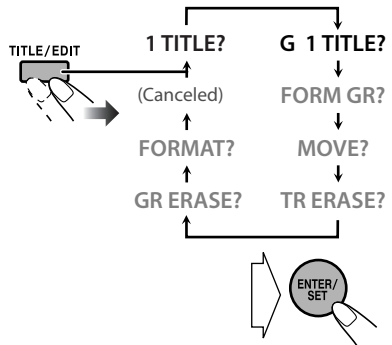 TITLE/EDIT
1 TITLE?
G 1 TITLE?
(Canceled)
FORM GR?
FORMAT?
MOVE?
GR ERASE?
TR ERASE?
ENTER/
SET